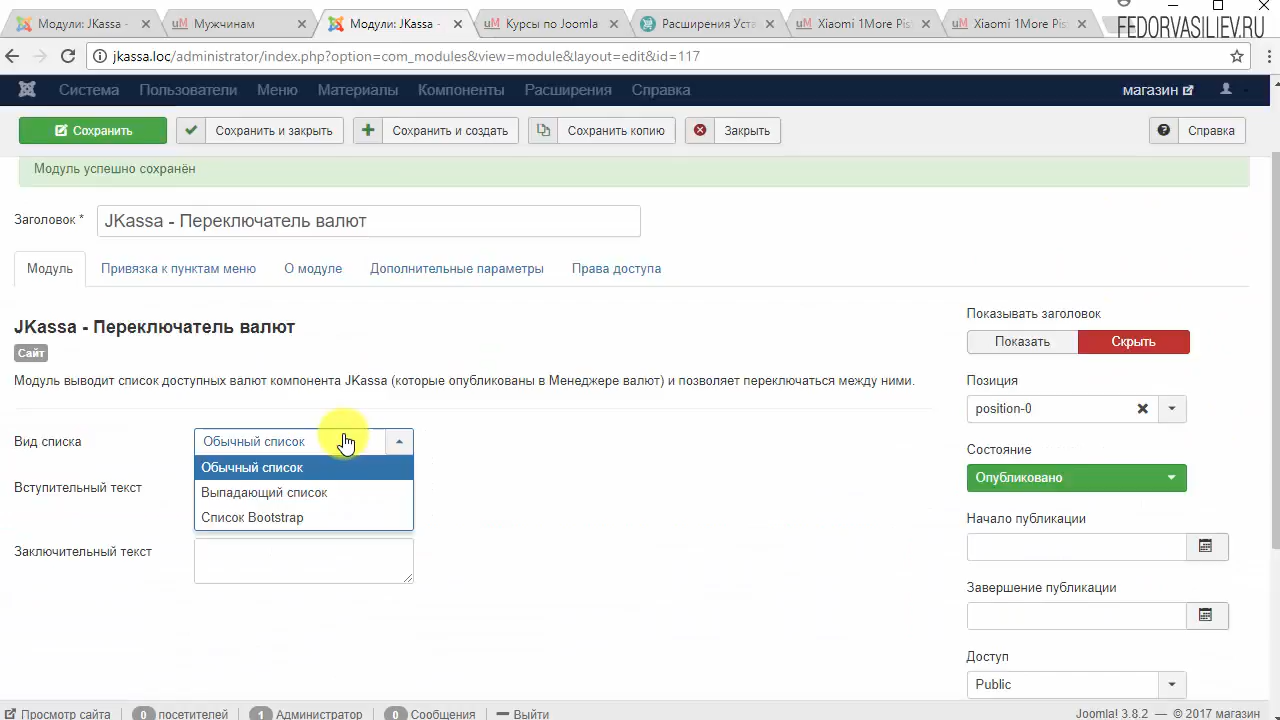 Модули: JKassa -
Мужчинам
Модули: JKassa -
Курсы по Joomla
Расширения Уста
Xiaomi 1More Pis
Xiaomi 1More Pis
FEDORVASILIEV.RU
jkassa.loc/administrator/index.php?option=com_modules&view=module&layout=edit&id=117
Система Пользователи Меню Материалы Компоненты Расширения Справка магазин
Сохранить Сохранить и закрыть Сохранить и создать Сохранить копию Закрыть Справка
Модуль успешно сохранён
Заголовок * JKassa - Переключатель валют
Модуль Привязка к пунктам меню О модуле Дополнительные параметры Права доступа
JKassa - Переключатель валют
Сайт
Модуль выводит список доступных валют компонента JKassa (которые опубликованы в Менеджере валют) и позволяет переключаться между ними.
Вид списка Обычный список
Обычный список
Выпадающий список
Список Bootstrap
Вступительный текст
Заключительный текст
Показывать заголовок
Показать Скрыть
Позиция
position-0
Состояние
Опубликовано
Начало публикации
Завершение публикации
Доступ
Public
Просмотр сайта 0 посетителей 1 Администратор 0 Сообщения Выйти Joomla! 3.8.2 — © 2017 магазин